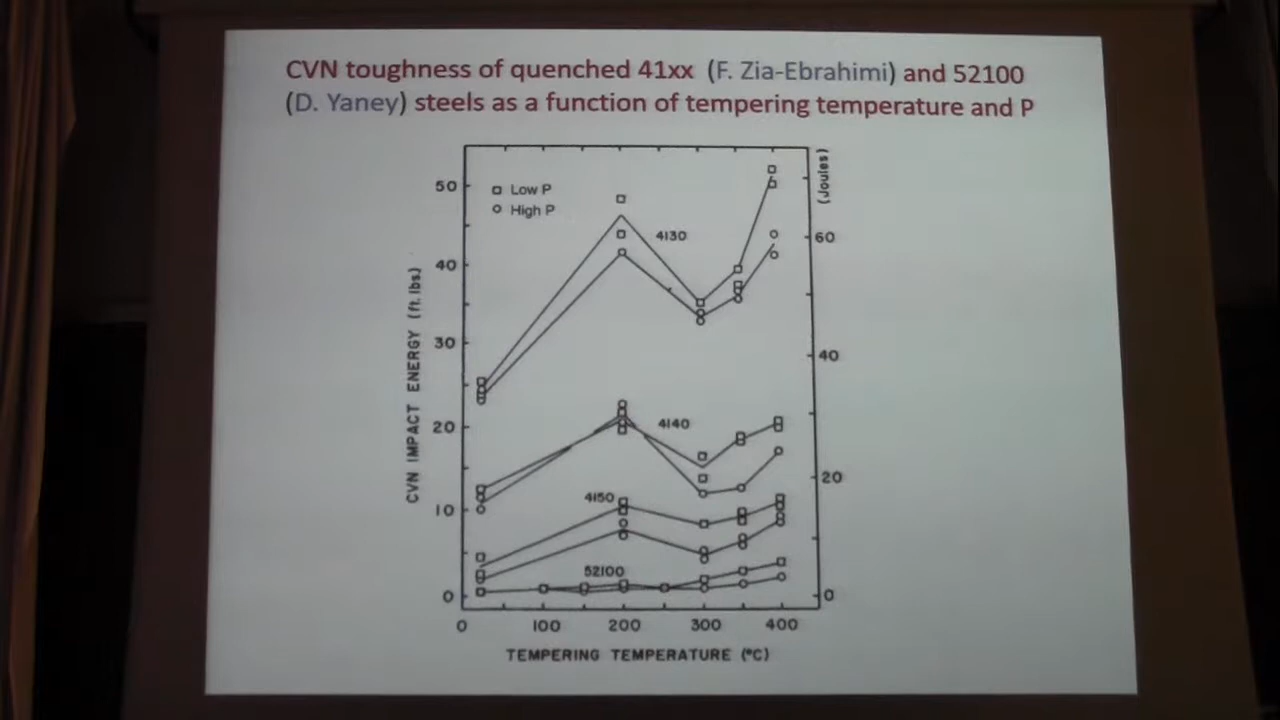 CVN toughness of quenched 41xx (F. Zia-Ebrahimi) and 52100
(D. Yaney) steels as a function of tempering temperature and P
(Joules)
50
Low P
High P
4130
60
40
CVN IMPACT ENERGY (ft. lbs)
30
40
20
4140
20
4150
10
52100
0
0
0
100
200
300
400
TEMPERING TEMPERATURE (°C)